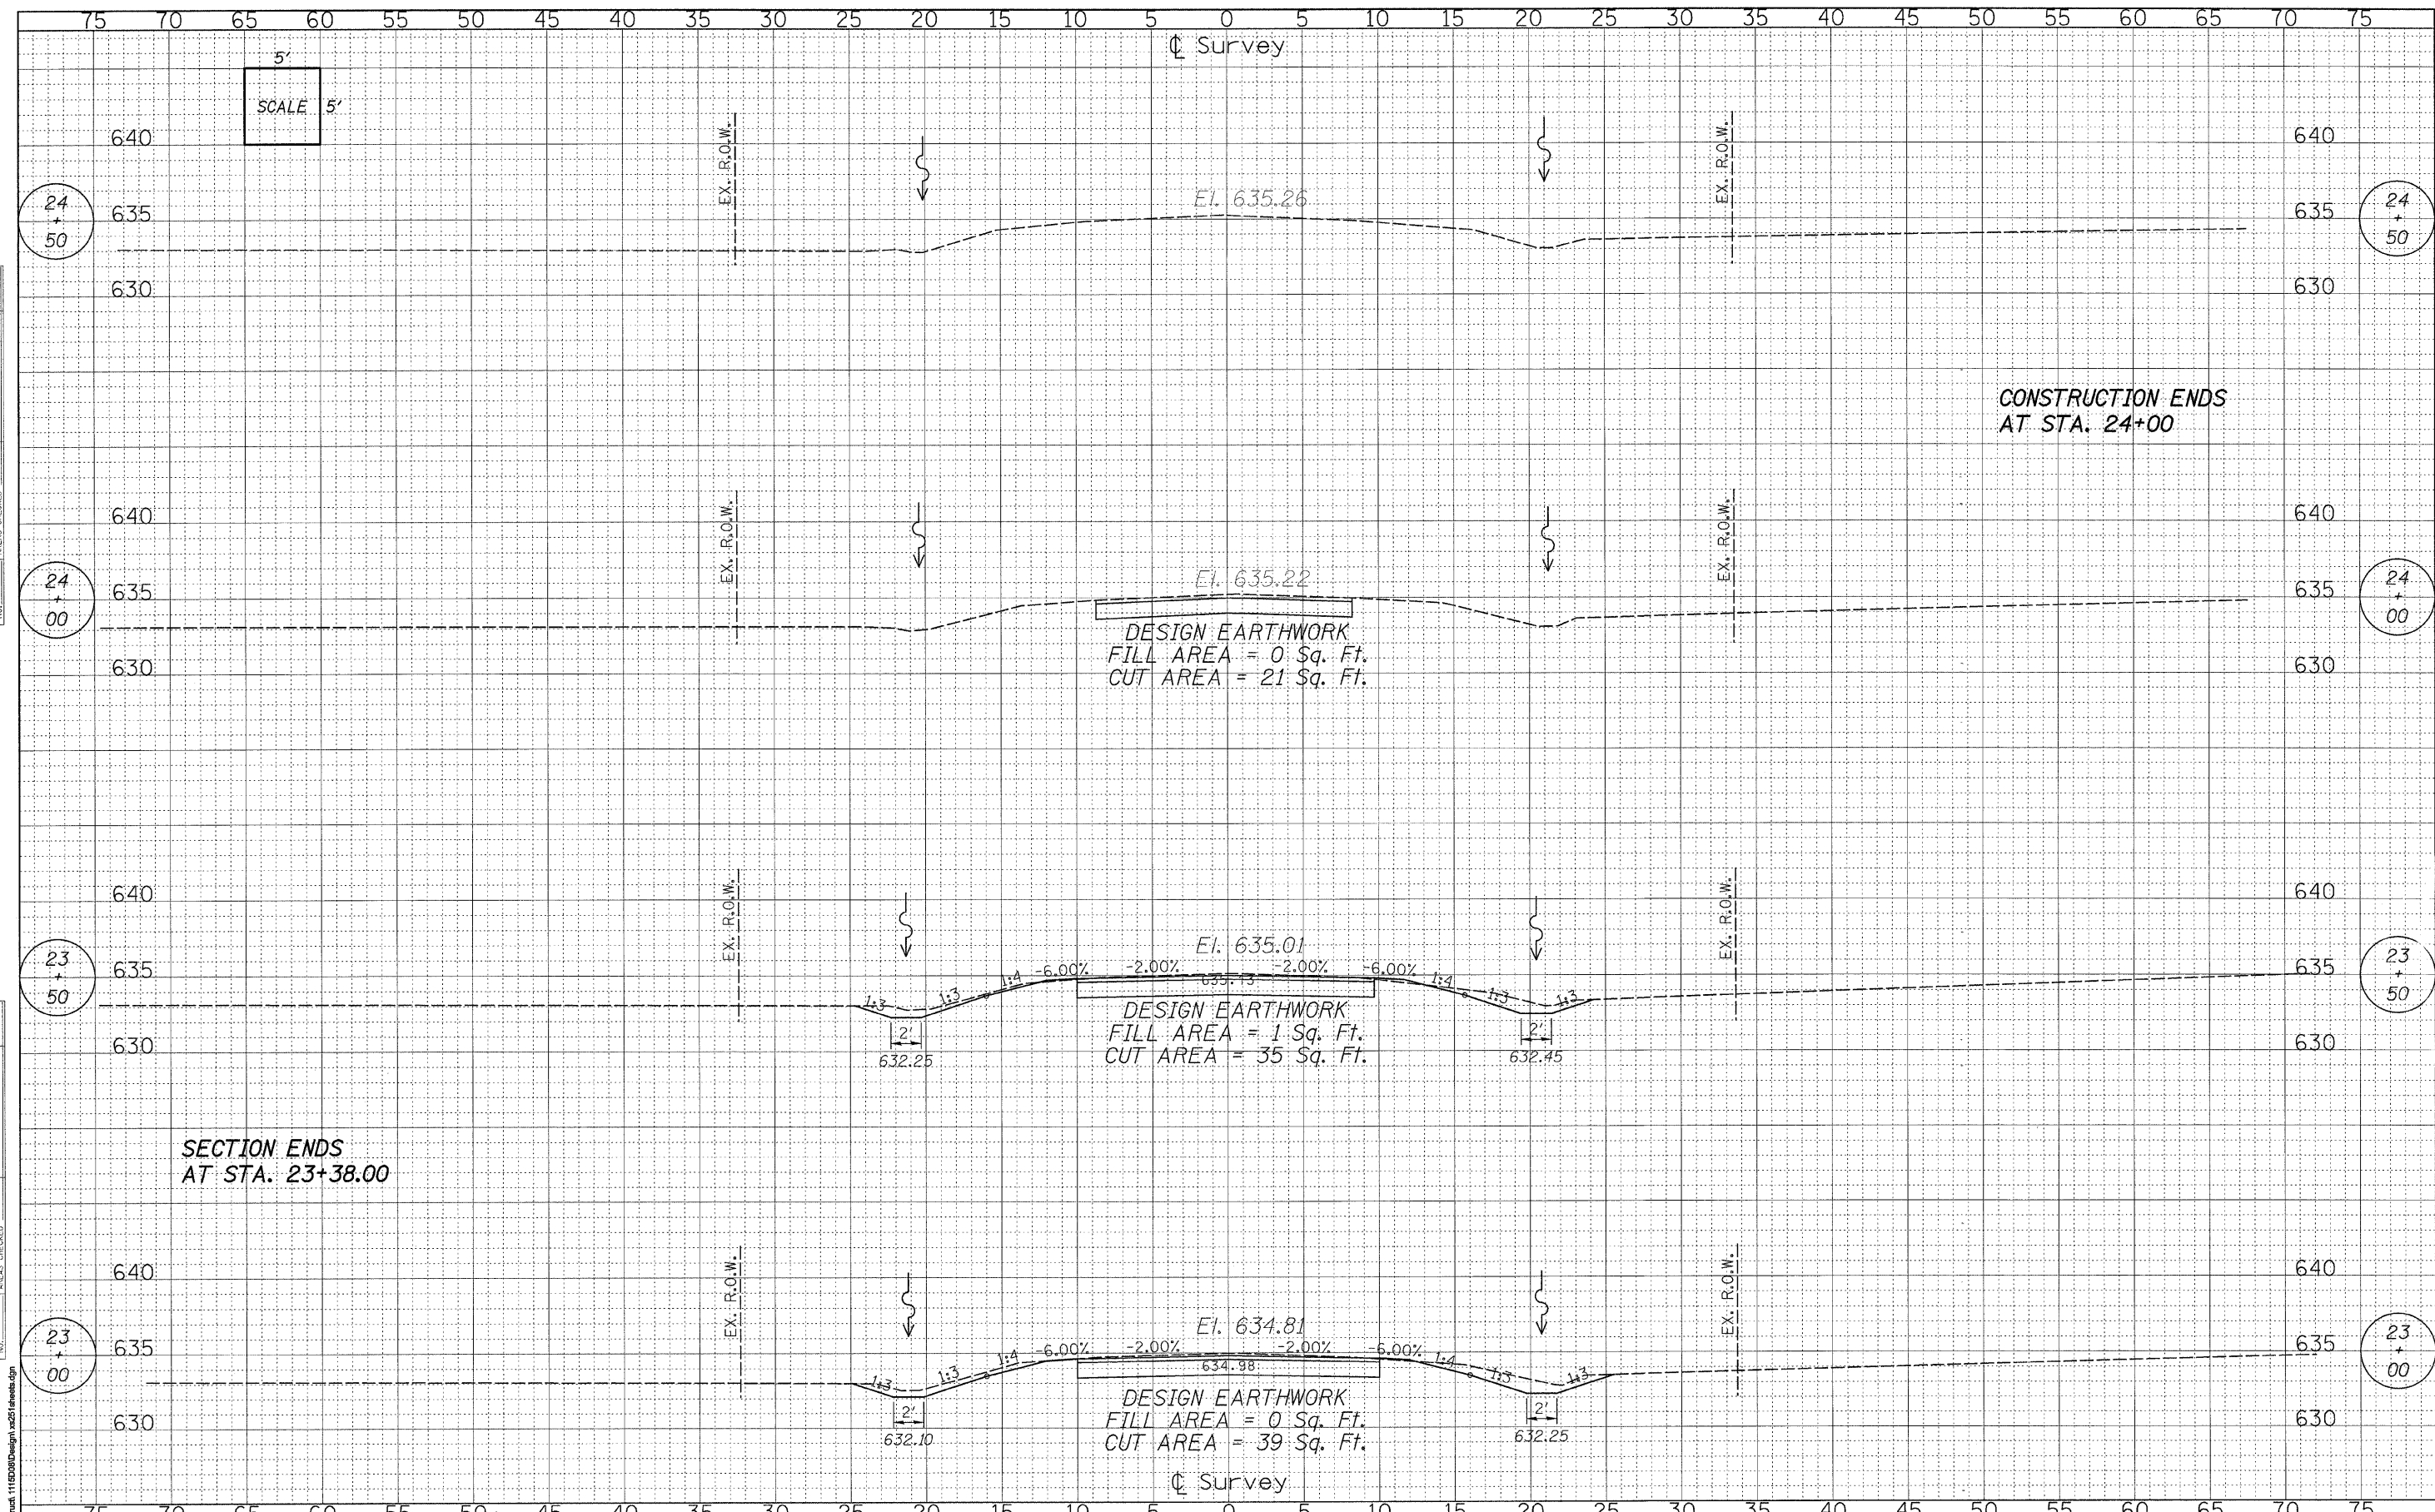 75 70 65 60 55 50 45 40 35 30 25 20 15 10 5 0 5 10 15 20 25 30 35 40 45 50 55 60 65 70 75
℄ Survey
5'
SCALE 5'
640 EX. R.O.W. EX. R.O.W. 640
24 + 50 635 El. 635.26 635 24 + 50
630 630
CONSTRUCTION ENDS
AT STA. 24+00
640 EX. R.O.W. EX. R.O.W. 640
24 + 00 635 El. 635.22 635 24 + 00
DESIGN EARTHWORK
FILL AREA = 0 Sq. Ft.
630 CUT AREA = 21 Sq. Ft. 630
640 EX. R.O.W. EX. R.O.W. 640
El. 635.01
23 + 50 635 1:3 1:3 1:4 -6.00% -2.00% -2.00% -6.00% 1:4 1:3 1:3 635 23 + 50
635.13
DESIGN EARTHWORK
2' FILL AREA = 1 Sq. Ft. 2'
630 632.25 CUT AREA = 35 Sq. Ft. 632.45 630
SECTION ENDS
AT STA. 23+38.00
640 EX. R.O.W. EX. R.O.W. 640
El. 634.81
23 + 00 635 1:3 1:3 1:4 -6.00% -2.00% -2.00% -6.00% 1:4 1:3 1:3 635 23 + 00
634.98
DESIGN EARTHWORK
630 2' FILL AREA = 0 Sq. Ft. 2' 630
632.10 CUT AREA = 39 Sq. Ft. 632.25
℄ Survey
75 70 65 60 55 50 45 40 35 30 25 20 15 10 5 0 5 10 15 20 25 30 35 40 45 50 55 60 65 70 75